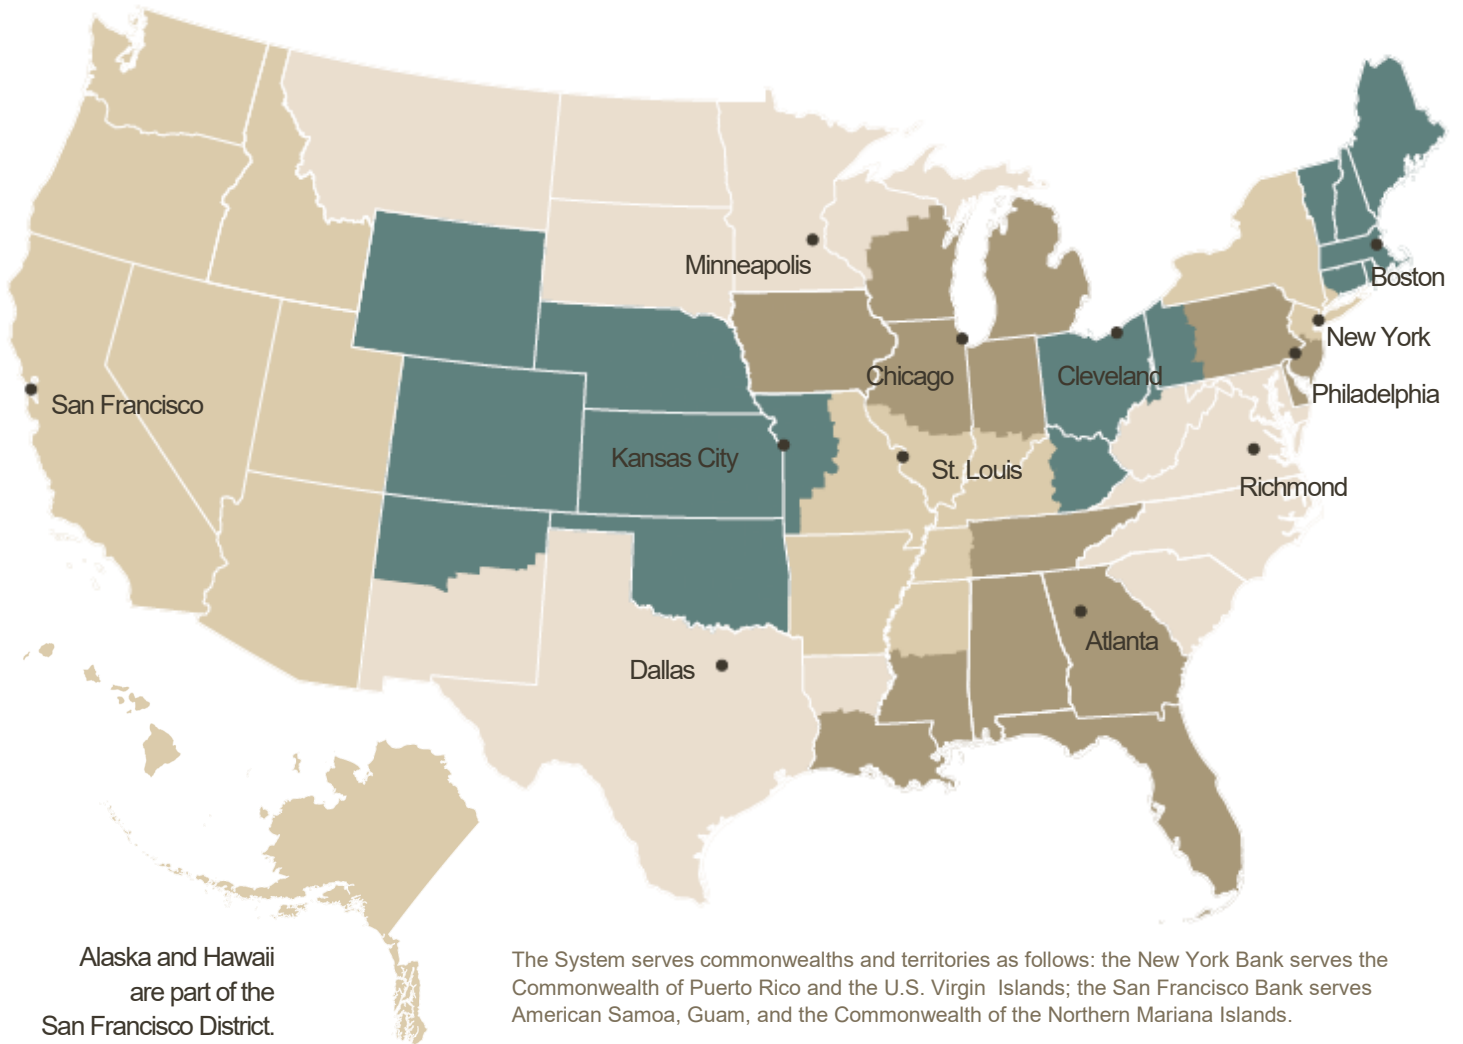 Minneapolis
Boston
New York
Chicago
Cleveland
Philadelphia
San Francisco
Kansas City
St. Louis
Richmond
Atlanta
Dallas
Alaska and Hawaii
are part of the
San Francisco District.
The System serves commonwealths and territories as follows: the New York Bank serves the
Commonwealth of Puerto Rico and the U.S. Virgin Islands; the San Francisco Bank serves
American Samoa, Guam, and the Commonwealth of the Northern Mariana Islands.